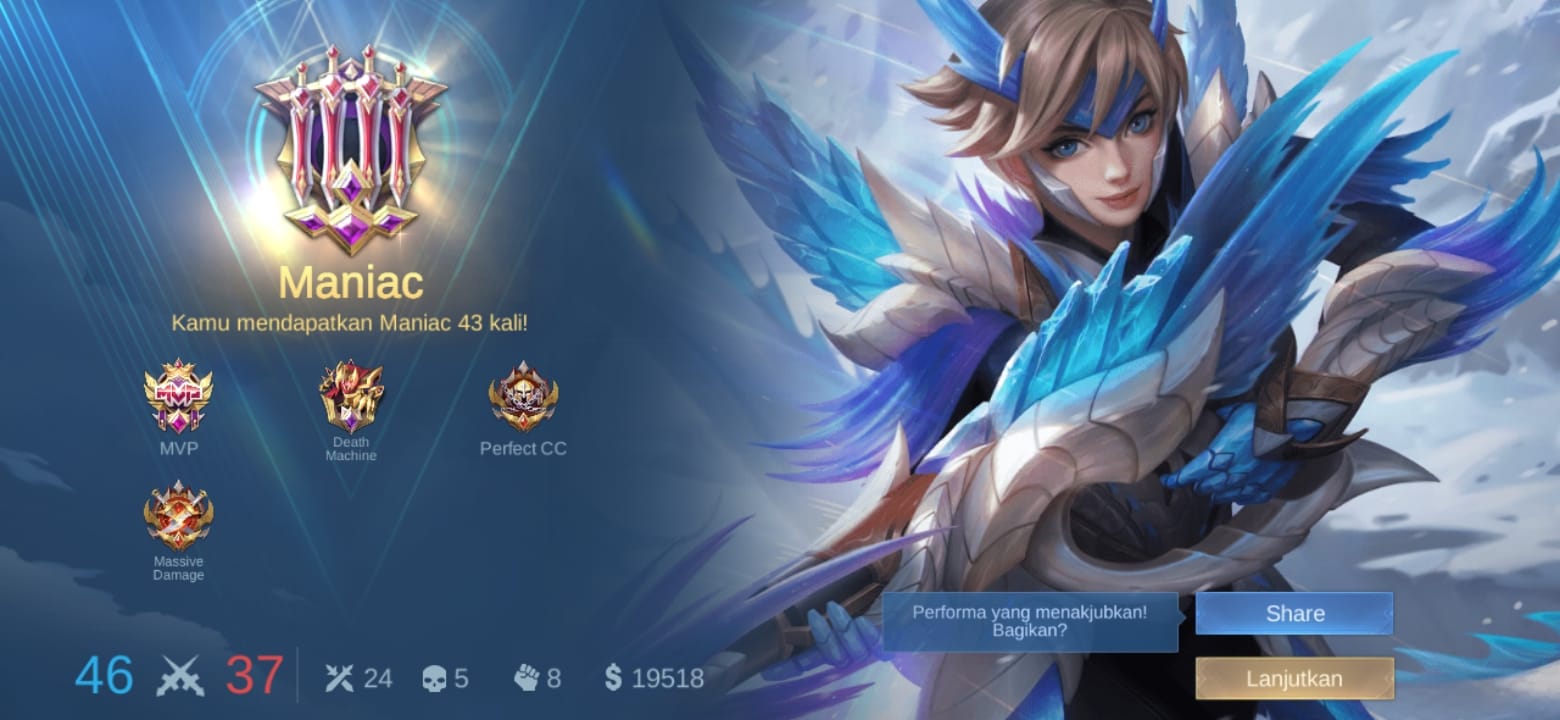 Maniac
Kamu mendapatkan Maniac 43 kali!
MVP
MVP
Death
Machine
Perfect CC
Massive
Damage
46
37
24
5
8
$ 19518
Performa yang menakjubkan!
Bagikan?
Share
Lanjutkan